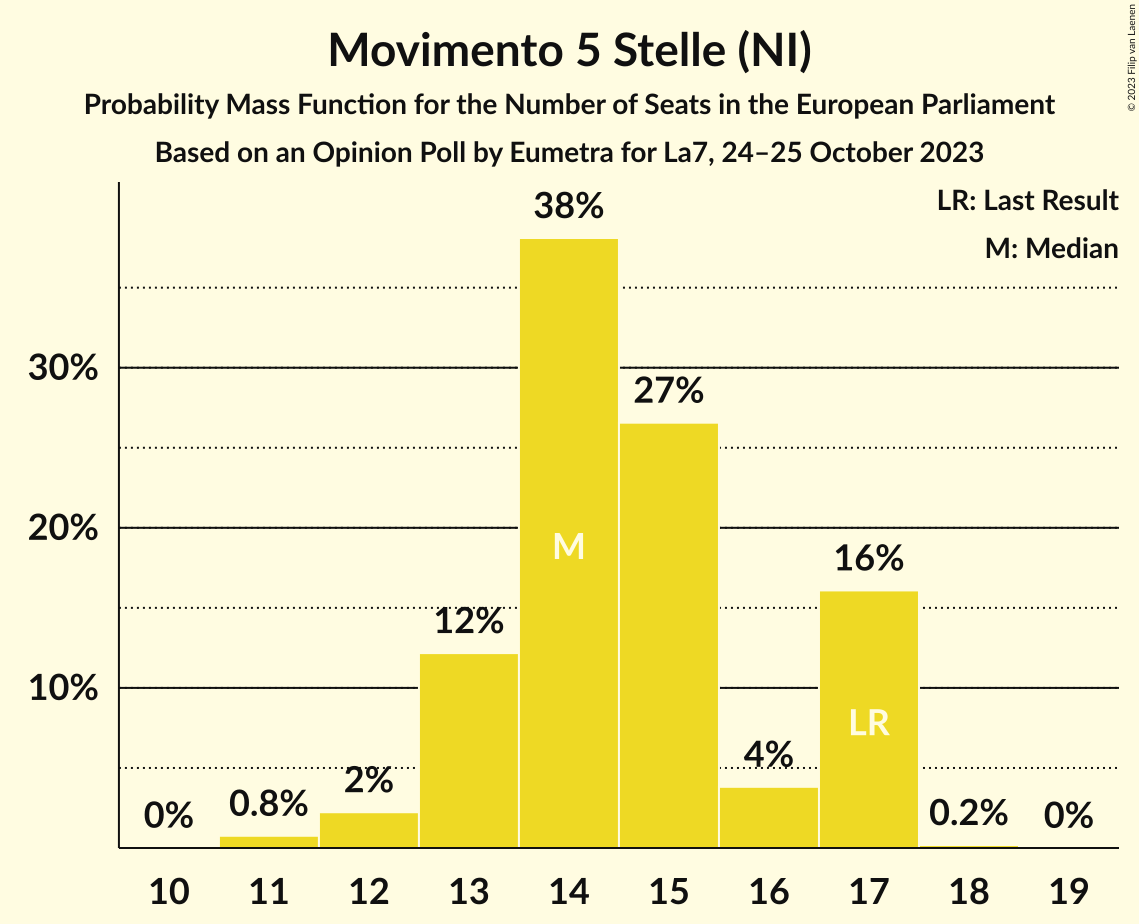 Movimento 5 Stelle (NI)
Probability Mass Function for the Number of Seats in the European Parliament
Based on an Opinion Poll by Eumetra for La7, 24–25 October 2023
© 2023 Filip van Laenen
LR: Last Result
M: Median
38%
30%
27%
20%
M
16%
12%
10%
LR
4%
2%
0%
0.8%
0.2%
0%
10 11 12 13 14 15 16 17 18 19